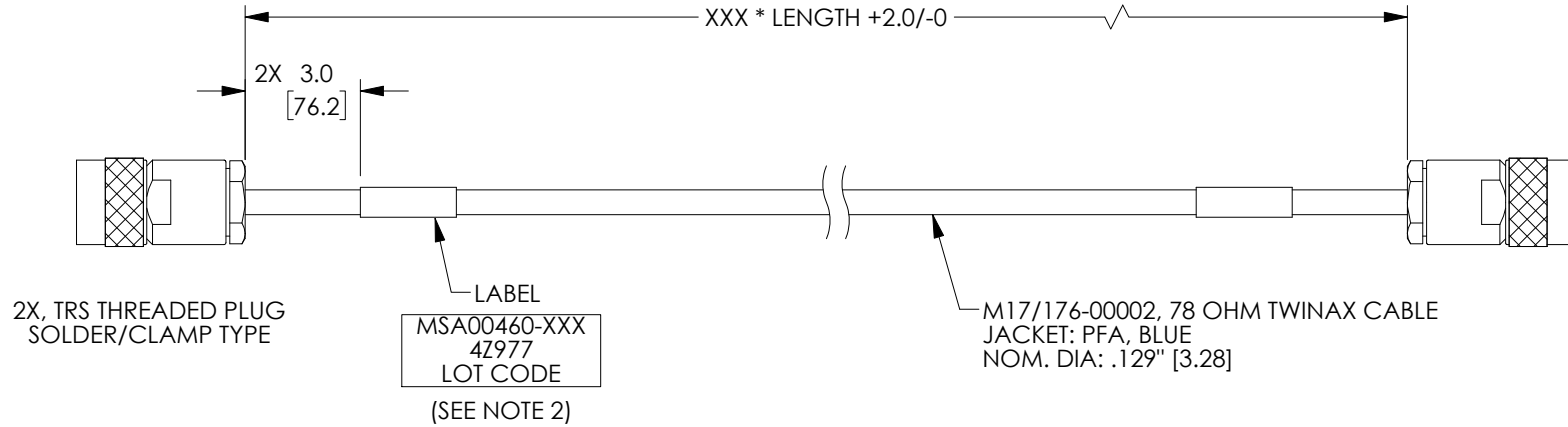 XXX * LENGTH +2.0/-0
2X 3.0
[76.2]
2X, TRS THREADED PLUG
SOLDER/CLAMP TYPE
LABEL
MSA00460-XXX
4Z977
LOT CODE
(SEE NOTE 2)
M17/176-00002, 78 OHM TWINAX CABLE
JACKET: PFA, BLUE
NOM. DIA: .129" [3.28]